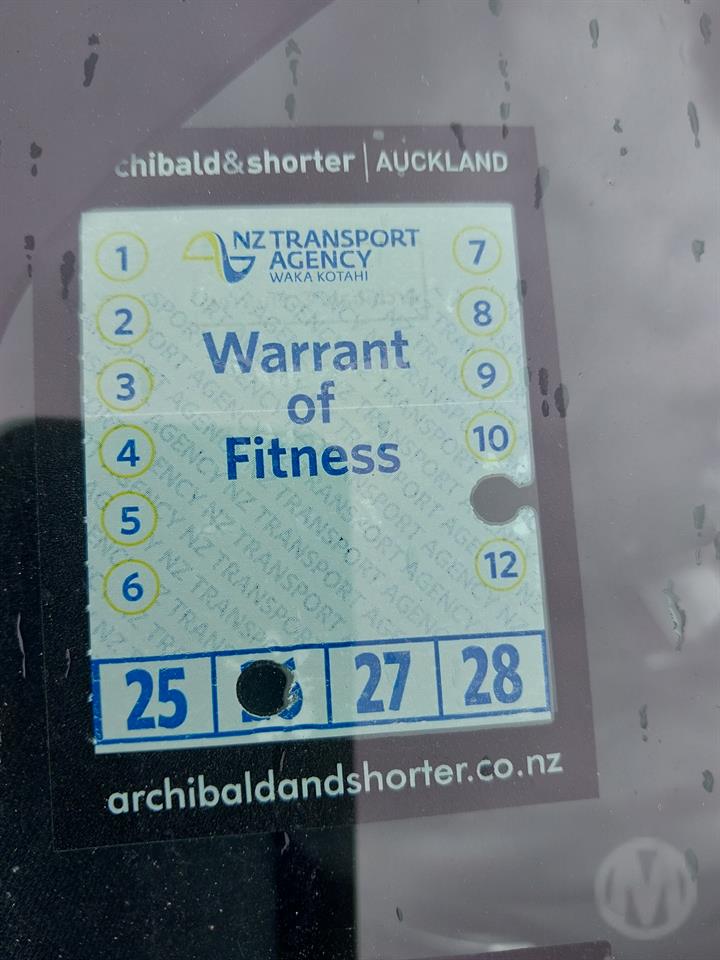 chibald&shorter | AUCKLAND
NZ TRANSPORT
AGENCY
WAKA KOTAHI
Warrant
of
Fitness
1
2
3
4
5
6
7
8
9
10
12
25 27 28
archibaldandshorter.co.nz
M